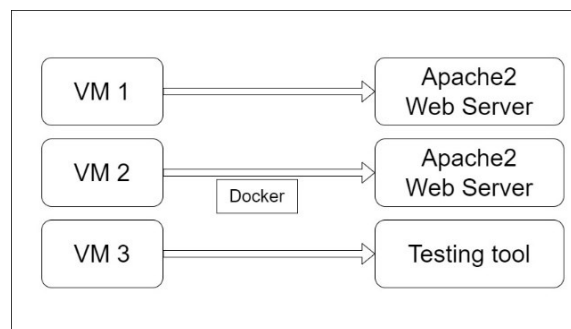 VM 1
Apache2
Web Server
VM 2
Docker
Apache2
Web Server
VM 3
Testing tool